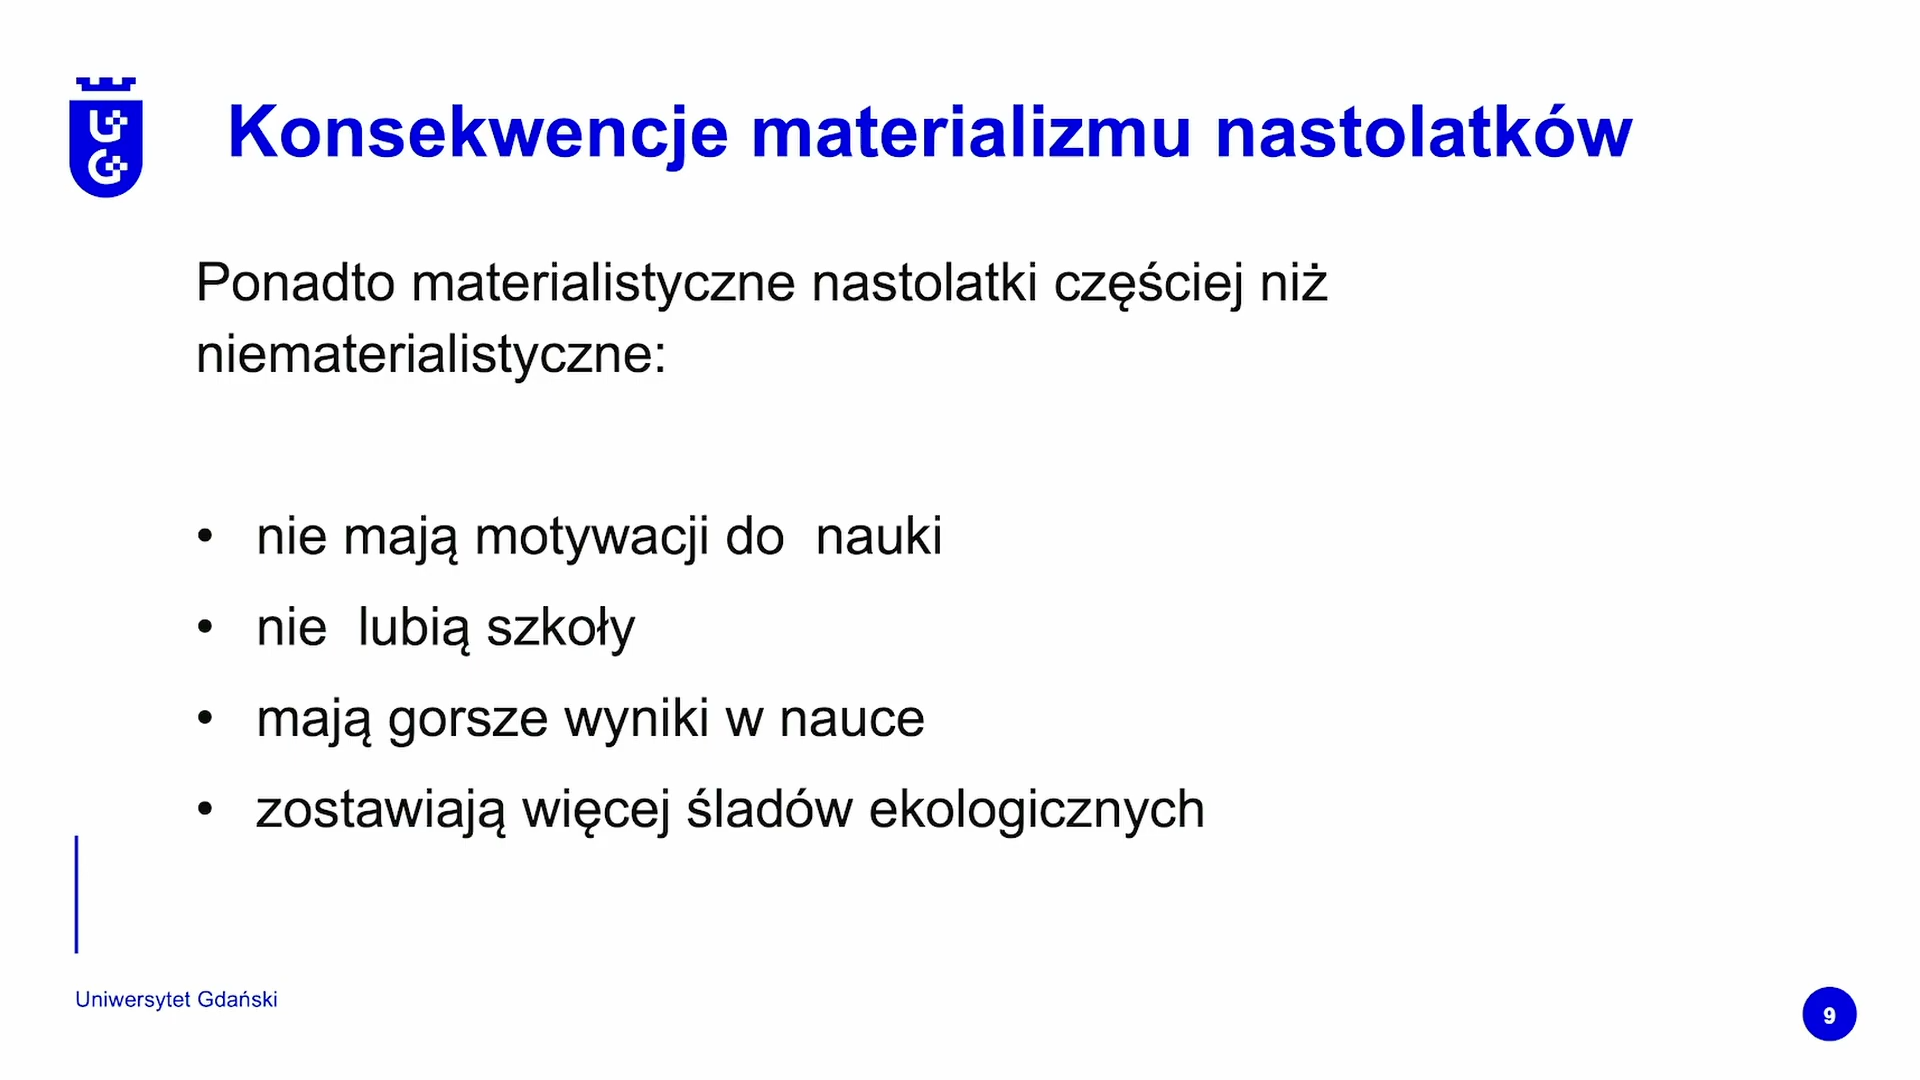 UG
Konsekwencje materializmu nastolatków
Ponadto materialistyczne nastolatki częściej niż
niematerialistyczne:
• nie mają motywacji do  nauki
• nie  lubią szkoły
• mają gorsze wyniki w nauce
• zostawiają więcej śladów ekologicznych
Uniwersytet Gdański
9